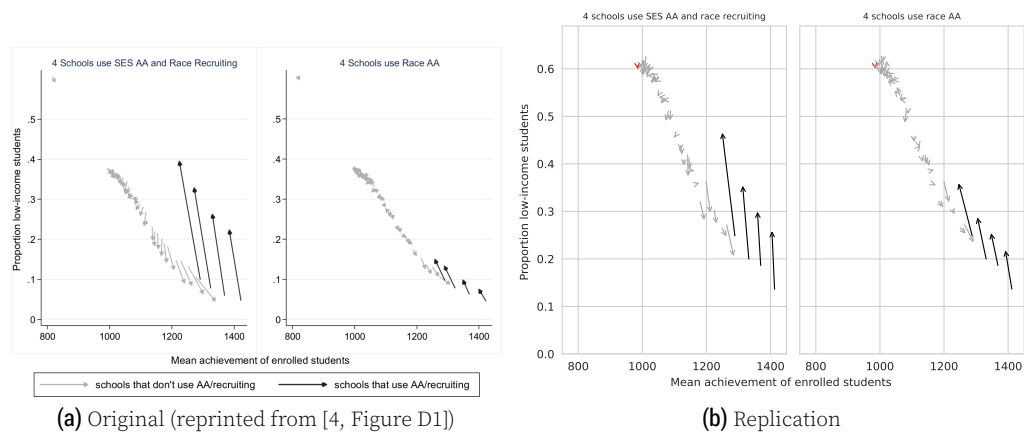 4 Schools use SES AA and Race Recruiting
4 Schools use Race AA
Proportion low-income students
.5
.4
.3
.2
.1
0
800 1000 1200 1400
800 1000 1200 1400
Mean achievement of enrolled students
schools that don't use AA/recruiting
schools that use AA/recruiting
(a) Original (reprinted from [4, Figure D1])
4 schools use SES AA and race recruiting
4 schools use race AA
Proportion low-income students
0.6
0.5
0.4
0.3
0.2
0.1
0.0
800 1000 1200 1400
800 1000 1200 1400
Mean achievement of enrolled students
(b) Replication